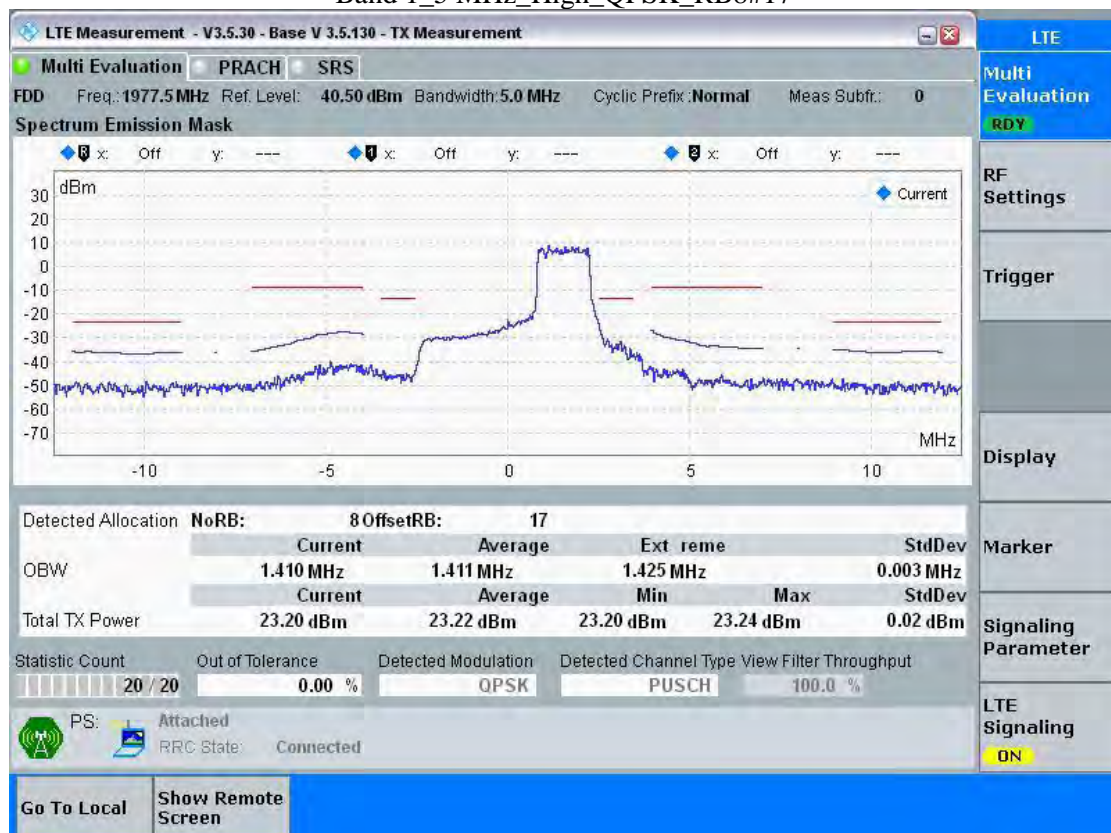 LTE Measurement - V3.5.30 - Base V 3.5.130 - TX Measurement
LTE
Multi Evaluation PRACH SRS
Multi
Evaluation
RDY
FDD Freq.: 1977.5 MHz Ref. Level: 40.50 dBm Bandwidth: 5.0 MHz Cyclic Prefix : Normal Meas Subfr.: 0
Spectrum Emission Mask
R x: Off y: --- 1 x: Off y: --- 2 x: Off y: ---
dBm
Current
30
20
10
0
-10
-20
-30
-40
-50
-60
-70
MHz
-10 -5 0 5 10
RF
Settings
Trigger
Display
Marker
Signaling
Parameter
LTE
Signaling
ON
Detected Allocation NoRB: 8 OffsetRB: 17
Current Average Ext reme StdDev
OBW 1.410 MHz 1.411 MHz 1.425 MHz 0.003 MHz
Current Average Min Max StdDev
Total TX Power 23.20 dBm 23.22 dBm 23.20 dBm 23.24 dBm 0.02 dBm
Statistic Count Out of Tolerance Detected Modulation Detected Channel Type View Filter Throughput
20 / 20 0.00 % QPSK PUSCH 100.0 %
PS: Attached
RRC State: Connected
Go To Local
Show Remote
Screen